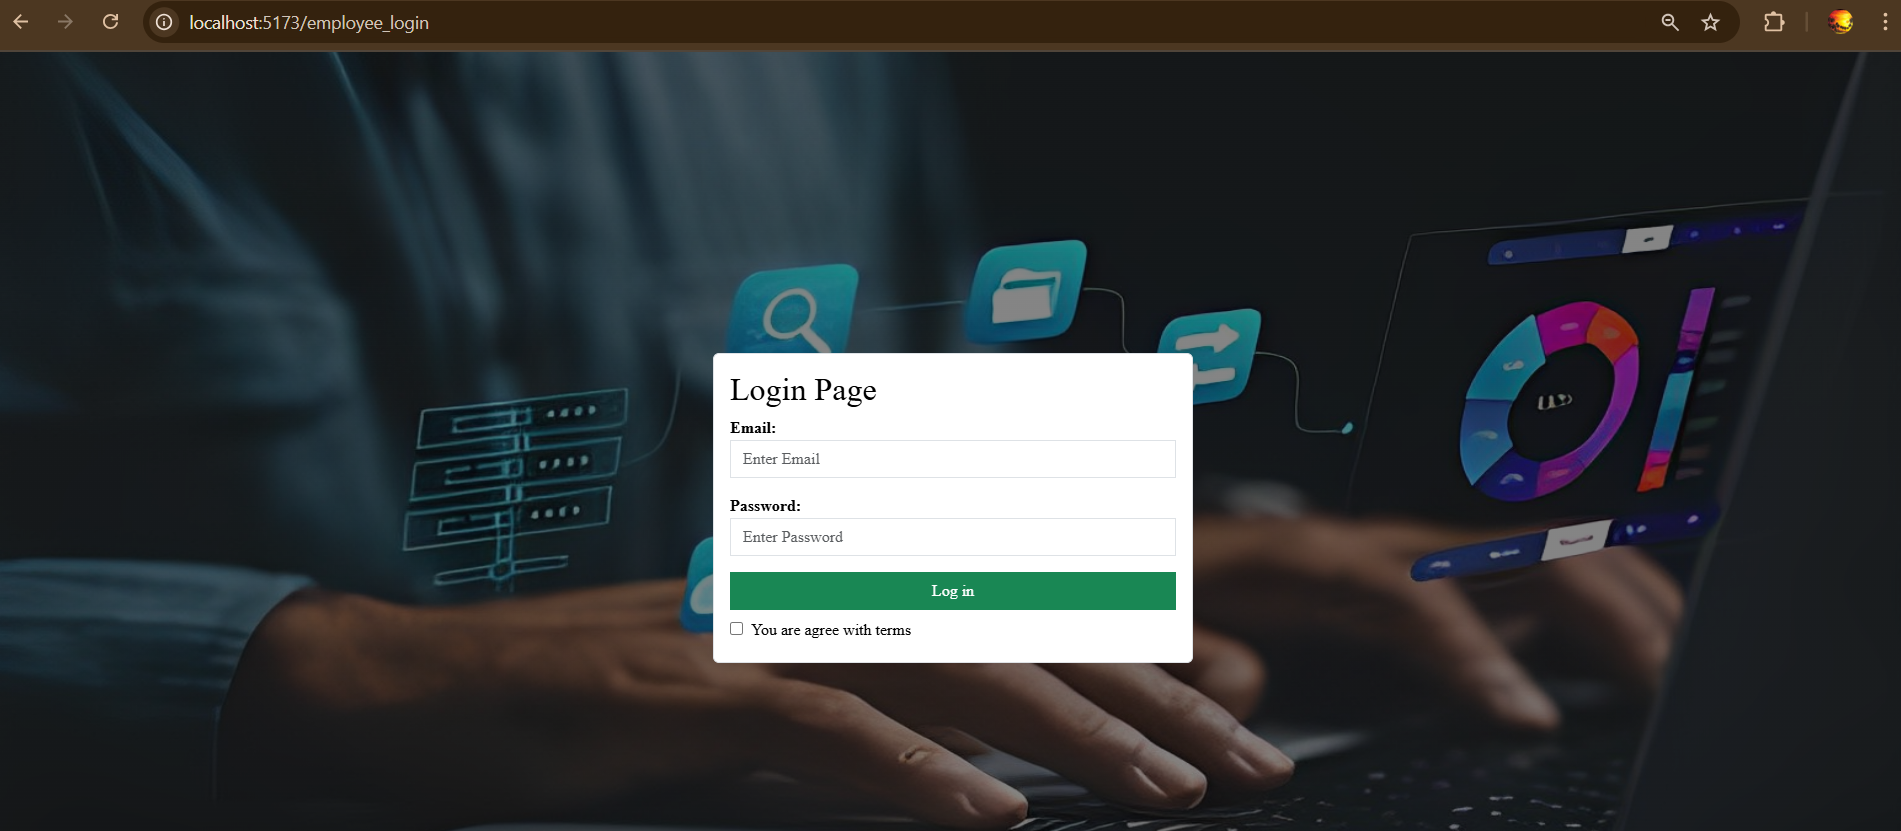 localhost:5173/employee_login
Login Page
Email:
Enter Email
Password:
Enter Password
Log in
You are agree with terms